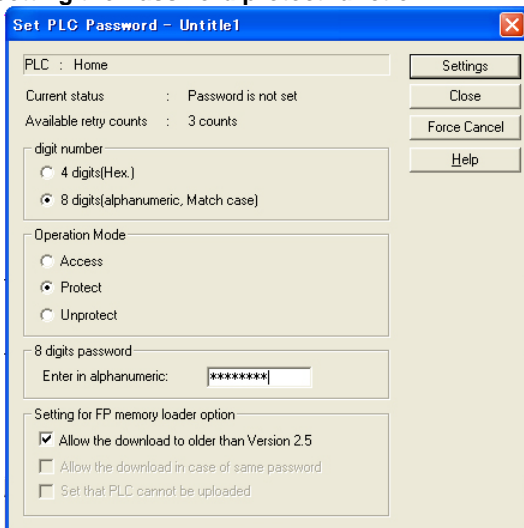 Set PLC Password - Untitle1
PLC : Home
Settings
Current status : Password is not set
Close
Available retry counts : 3 counts
Force Cancel
digit number
Help
4 digits(Hex.)
8 digits(alphanumeric, Match case)
Operation Mode
Access
Protect
Unprotect
8 digits password
Enter in alphanumeric: ********
Setting for FP memory loader option
Allow the download to older than Version 2.5
Allow the download in case of same password
Set that PLC cannot be uploaded